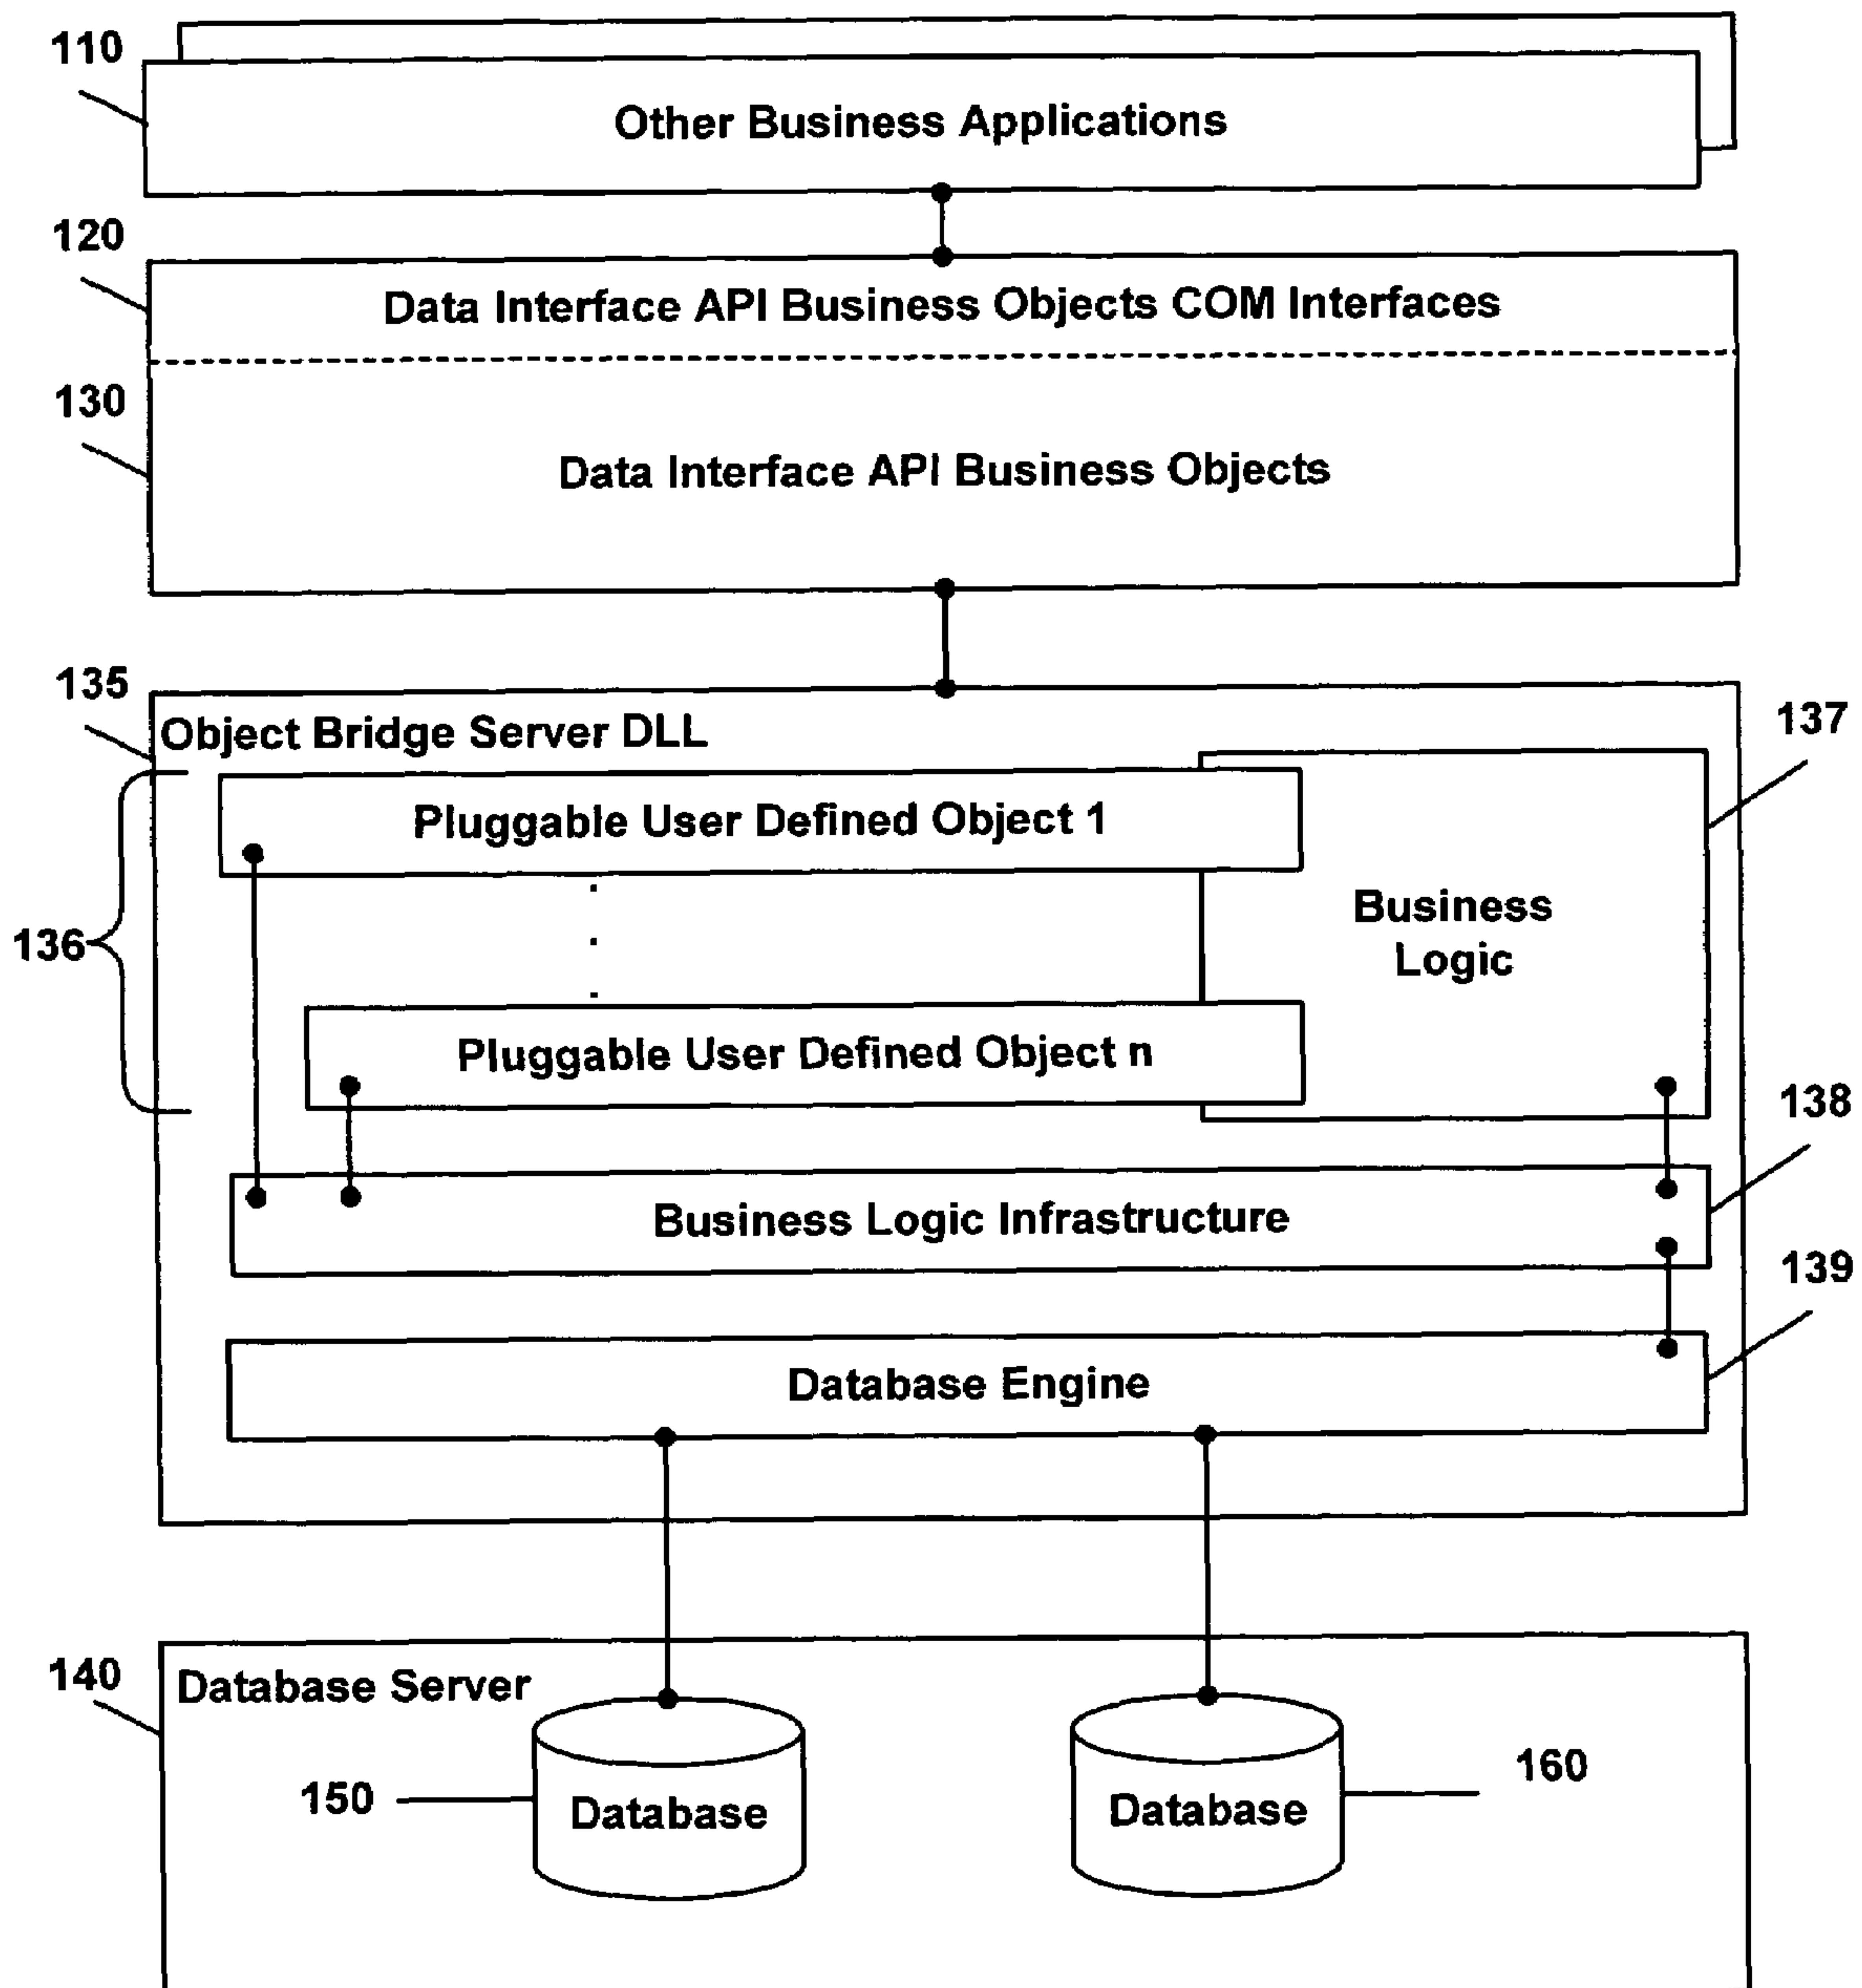 110
Other Business Applications
120
Data Interface API Business Objects COM Interfaces
130
Data Interface API Business Objects
135
Object Bridge Server DLL
137
Pluggable User Defined Object 1
136
Business
Logic
Pluggable User Defined Object n
138
Business Logic Infrastructure
139
Database Engine
140
Database Server
150
Database
160
Database